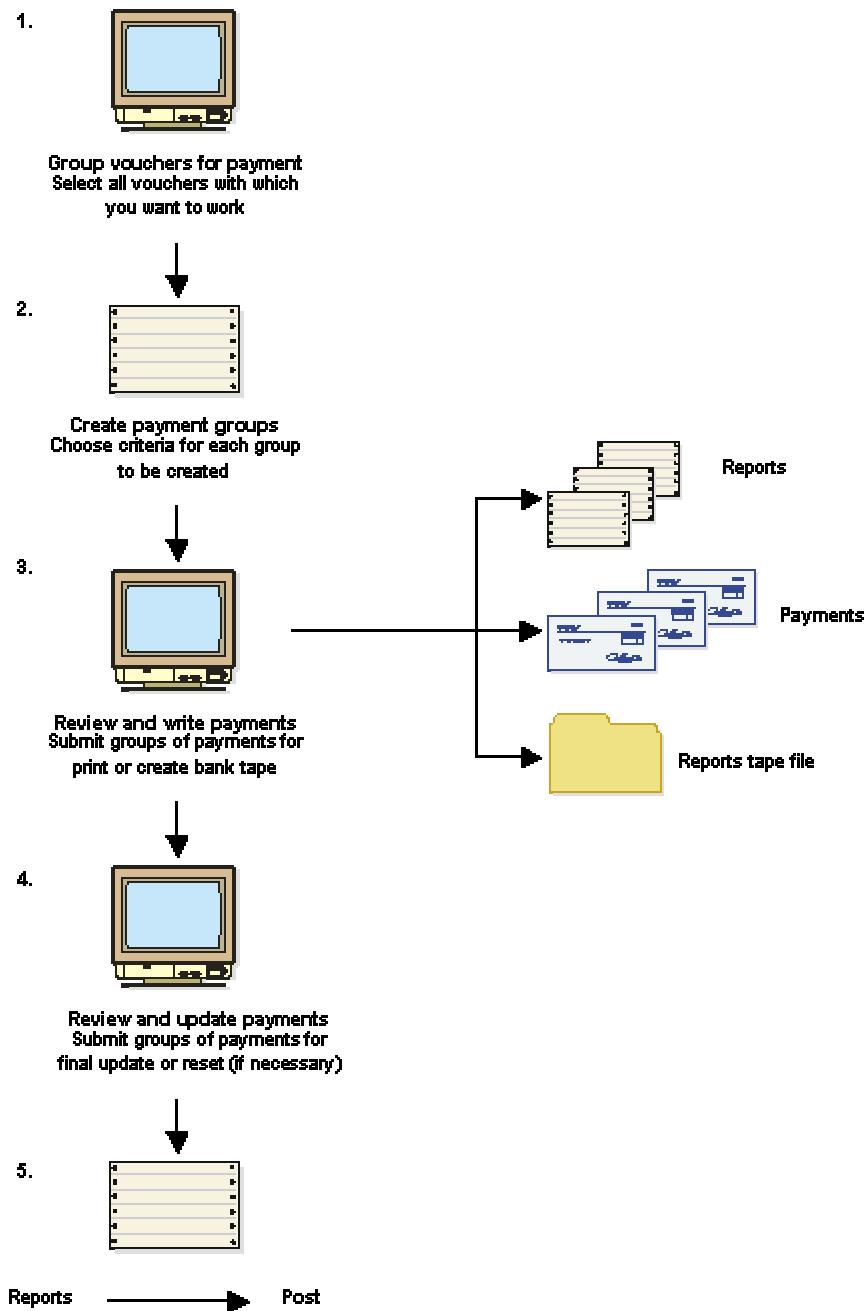 1.
Group vouchers for payment
Select all vouchers with which
you want to work
2.
Create payment groups
Choose criteria for each group
to be created
3.
Review and write payments
Submit groups of payments for
print or create bank tape
Reports
Payments
Reports tape file
4.
Review and update payments
Submit groups of payments for
final update or reset (if necessary)
5.
Reports
Post